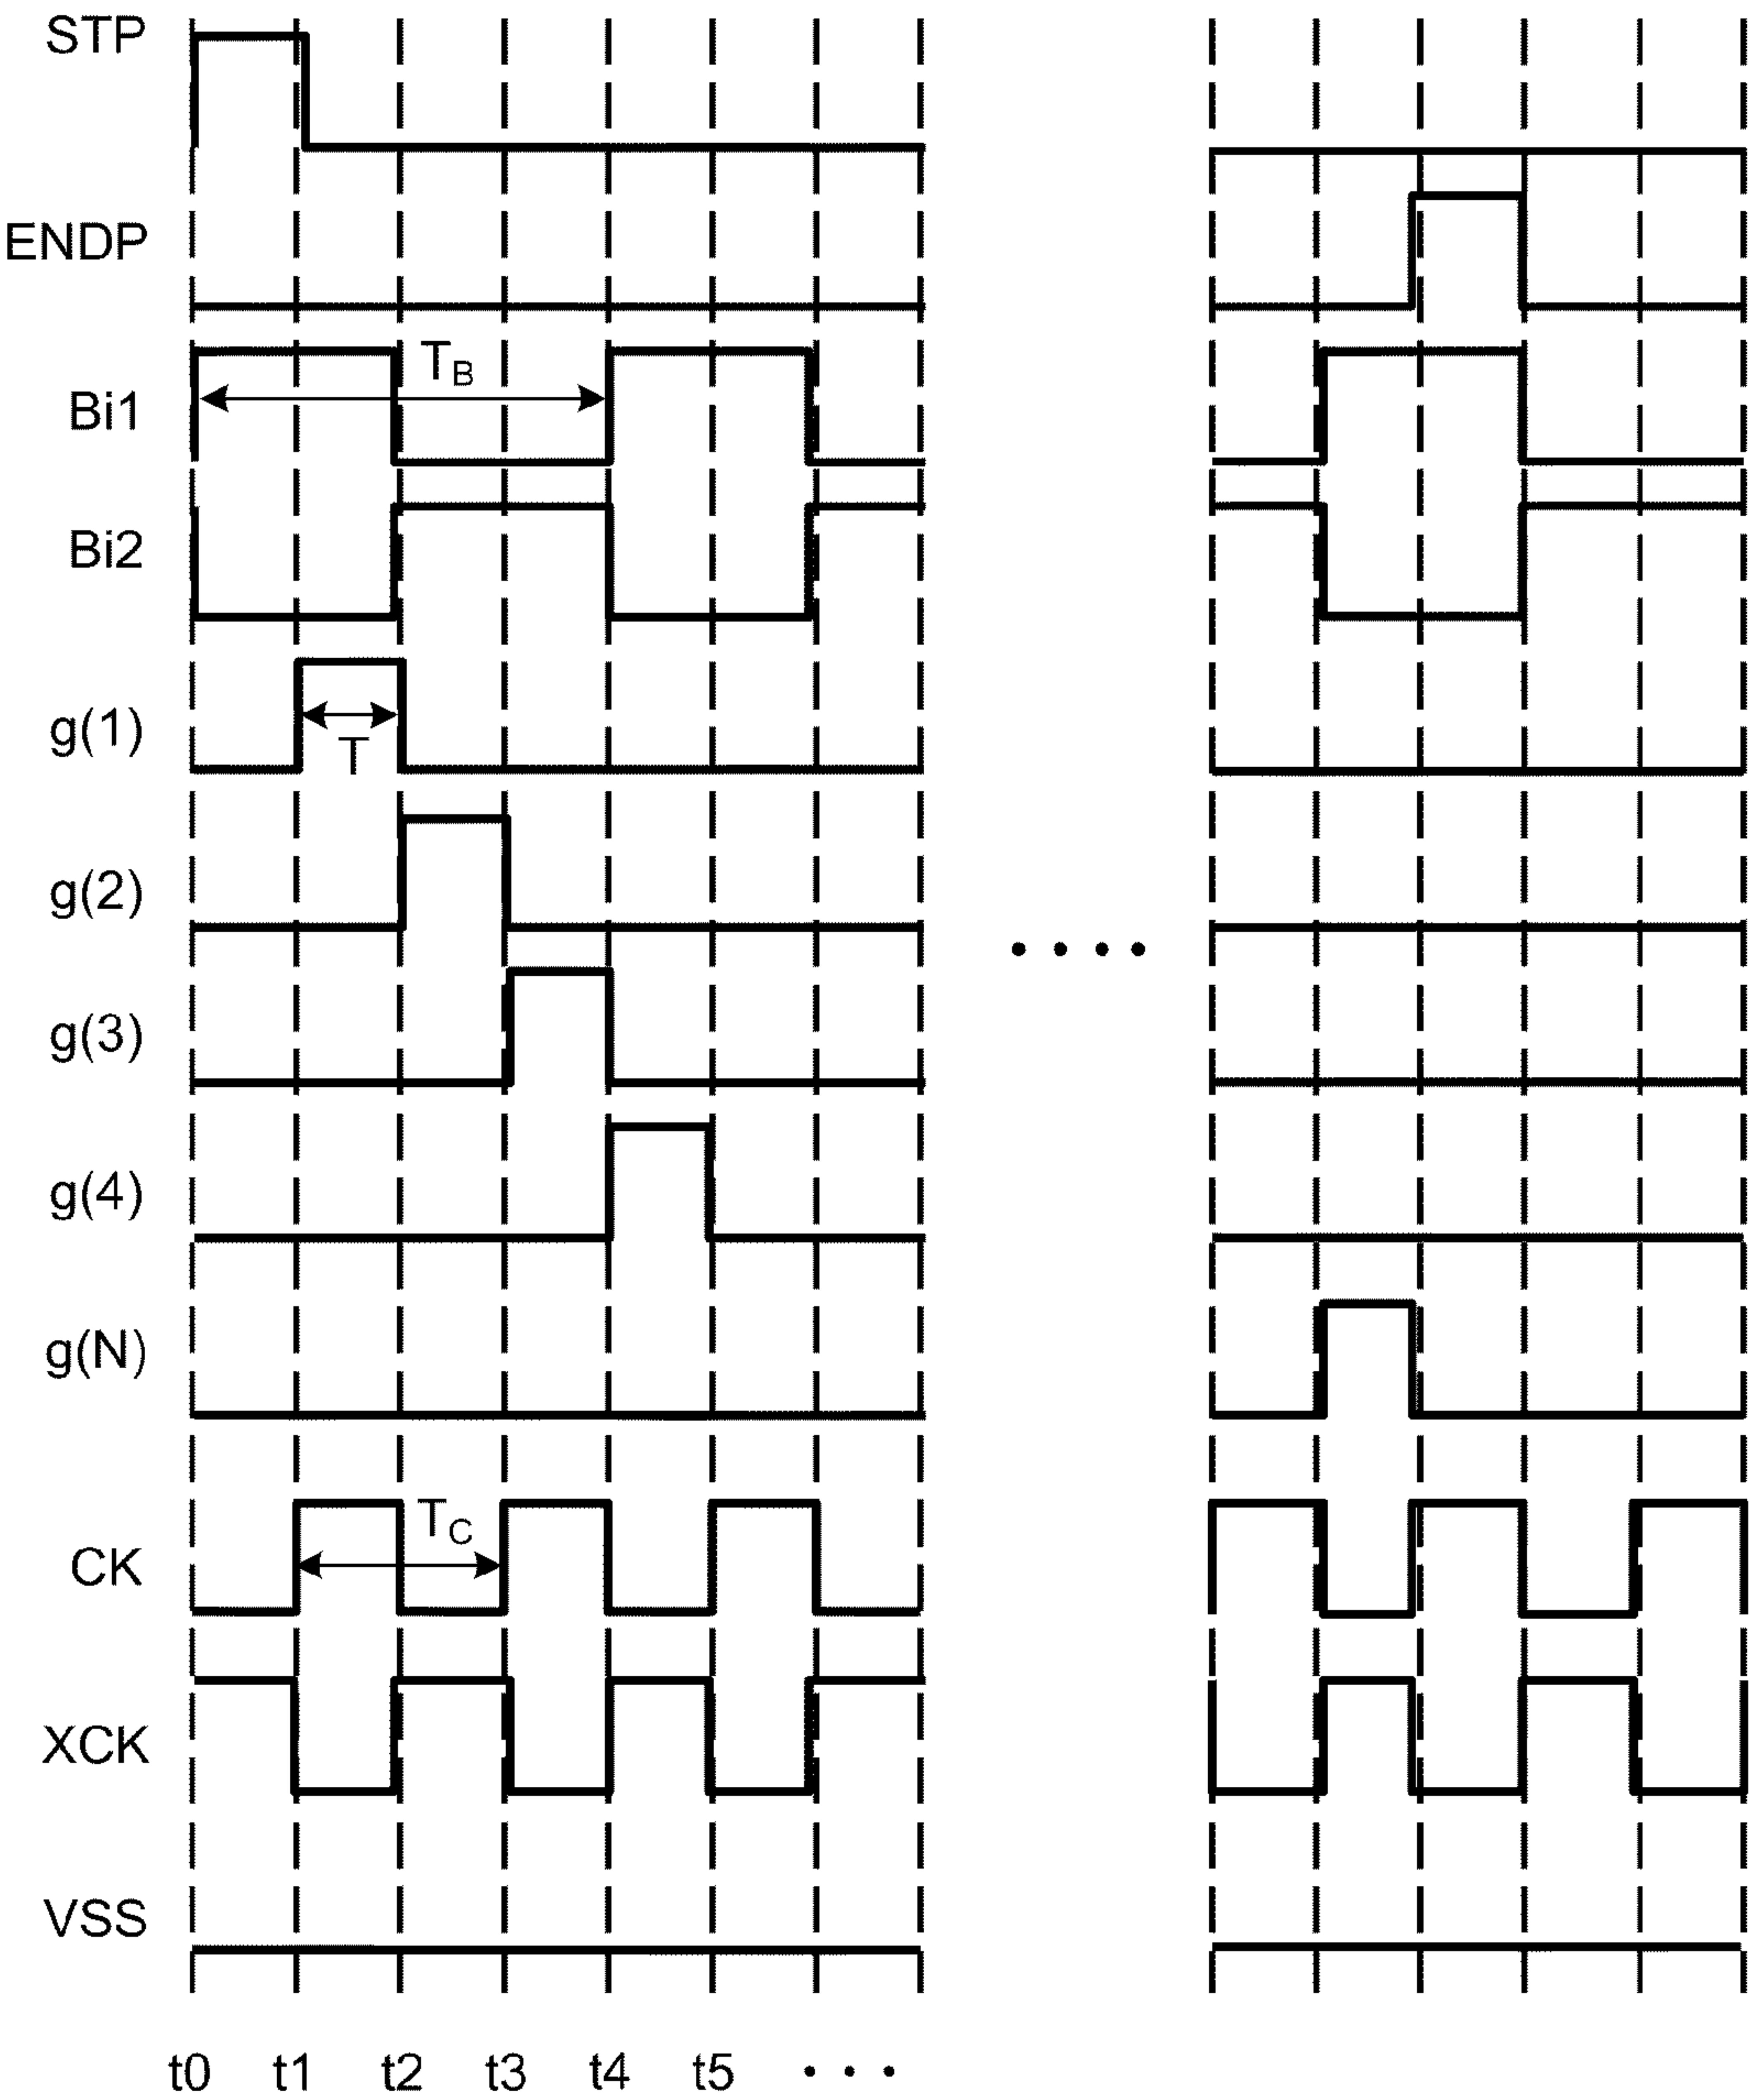 STP
ENDP
T_B
Bi1
Bi2
g(1)
T
g(2)
....
g(3)
g(4)
g(N)
T_C
CK
XCK
VSS
t0 t1 t2 t3 t4 t5 ...